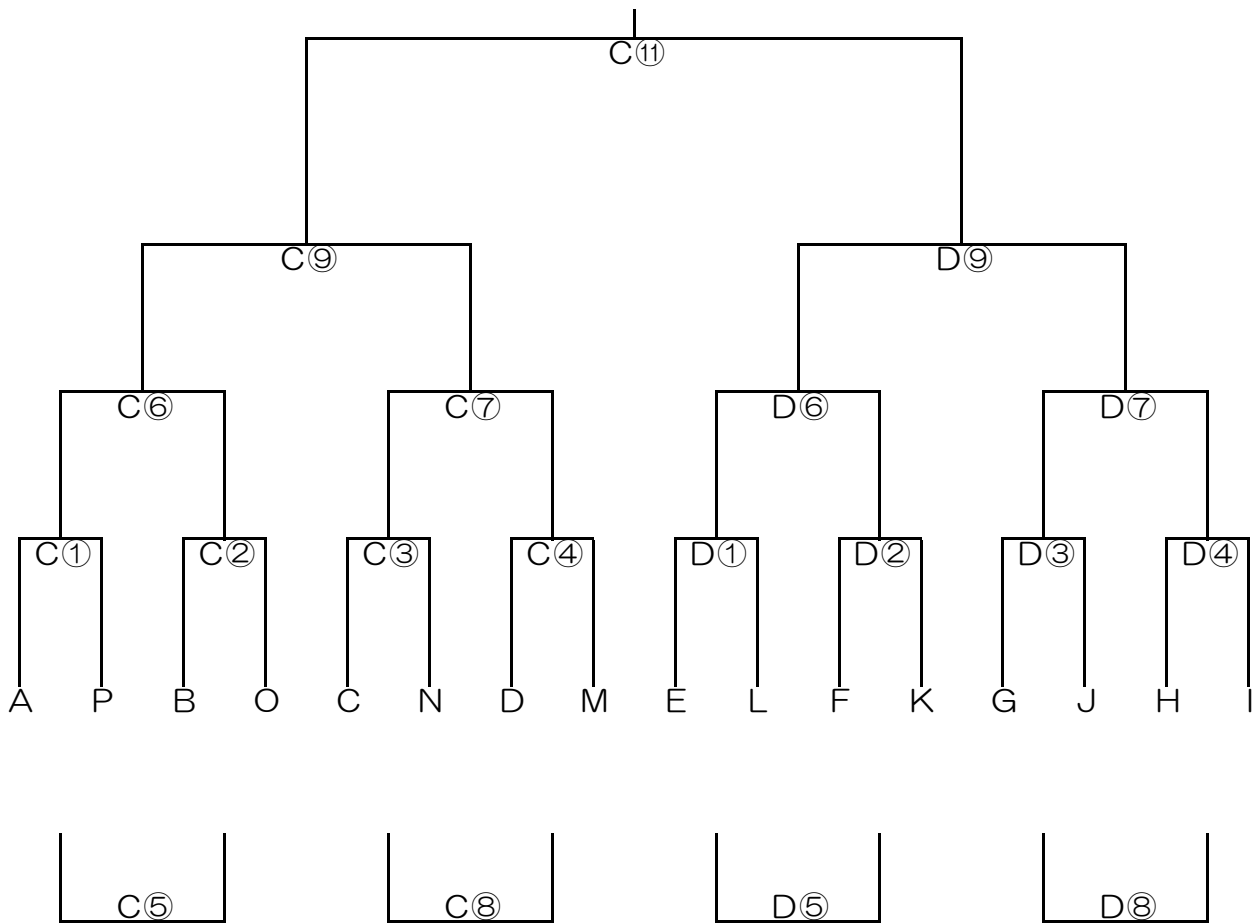 C⑪
C⑨ D⑨
C⑥ C⑦ D⑥ D⑦
C① C② C③ C④ D① D② D③ D④
A P B O C N D M E L F K G J H I
C⑤ C⑧ D⑤ D⑧